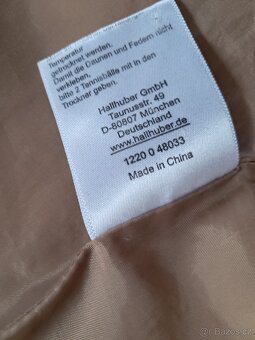 Temperatur
getrocknet werden.
Damit die Daunen und Federn nicht
verkleben,
bitte 2 Tennisbälle mit in den
Trockner geben.
Hallhuber GmbH
Taunusstr. 49
D-80807 München
Deutschland
www.hallhuber.de
1220 0 48033
Made in China